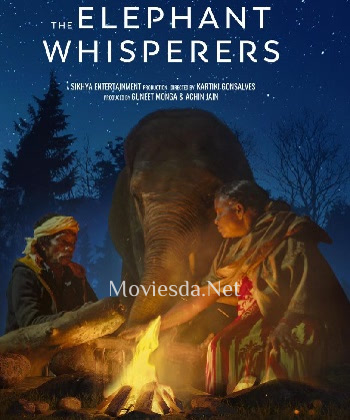 THE ELEPHANT
WHISPERERS
A SIKHYA ENTERTAINMENT PRODUCTION DIRECTED BY KARTIKI GONSALVES
PRODUCED BY GUNEET MONGA & ACHIN JAIN
Moviesda.Net